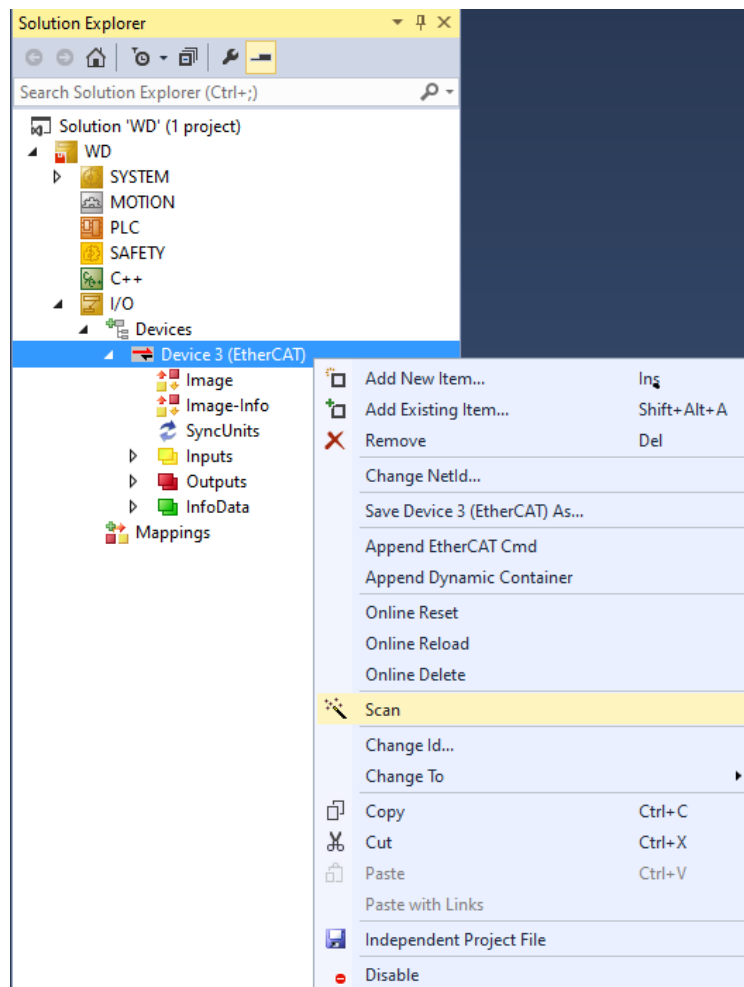 Solution Explorer
Search Solution Explorer (Ctrl+;)
Solution 'WD' (1 project)
WD
SYSTEM
MOTION
PLC
SAFETY
C++
I/O
Devices
Device 3 (EtherCAT)
Image
Image-Info
SyncUnits
Inputs
Outputs
InfoData
Mappings
Add New Item... Ins
Add Existing Item... Shift+Alt+A
Remove Del
Change NetId...
Save Device 3 (EtherCAT) As...
Append EtherCAT Cmd
Append Dynamic Container
Online Reset
Online Reload
Online Delete
Scan
Change Id...
Change To
Copy Ctrl+C
Cut Ctrl+X
Paste Ctrl+V
Paste with Links
Independent Project File
Disable